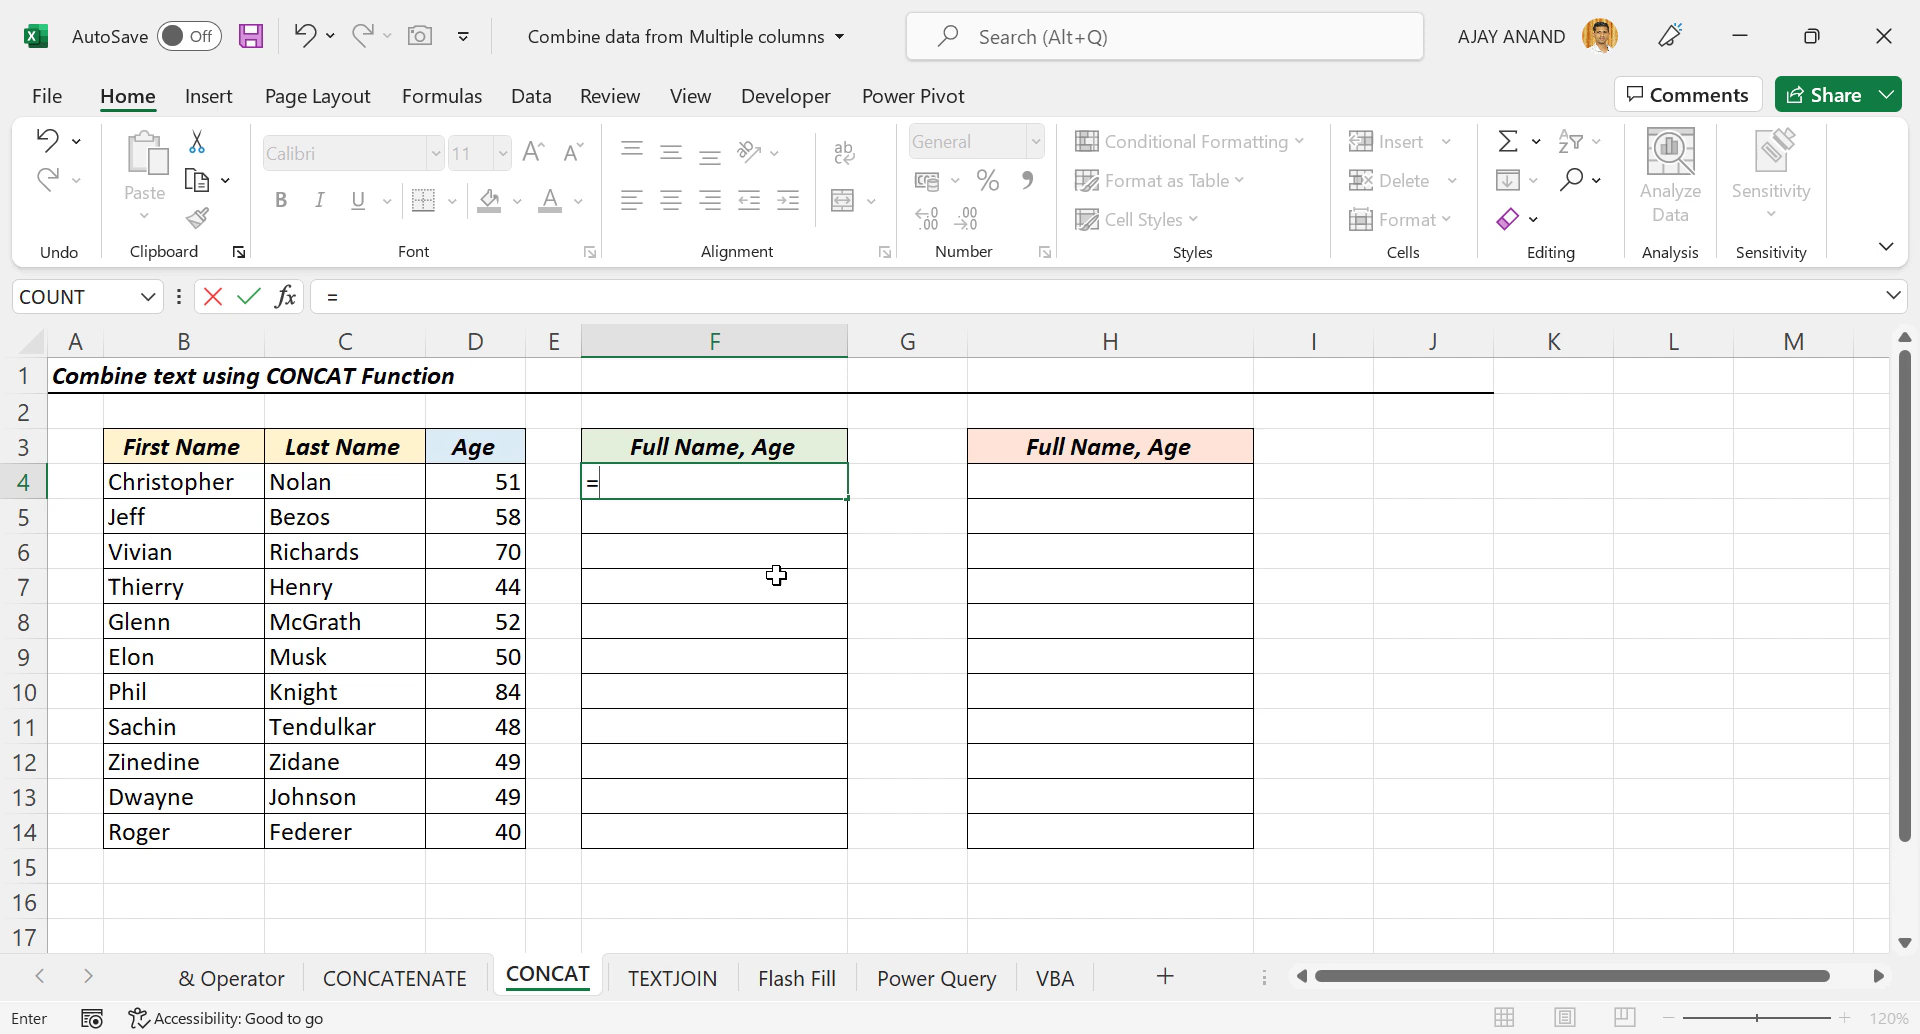 AutoSave Off Combine data from Multiple columns Search (Alt+Q) AJAY ANAND
File Home Insert Page Layout Formulas Data Review View Developer Power Pivot Comments Share
Calibri 11 ab General Conditional Formatting Insert
Paste B I U Format as Table Delete Analyze Data Sensitivity
Cell Styles Format
Undo Clipboard Font Alignment Number Styles Cells Editing Analysis Sensitivity
COUNT fx =
A B C D E F G H I J K L M
1 Combine text using CONCAT Function
2
3 First Name Last Name Age Full Name, Age Full Name, Age
4 Christopher Nolan 51 =
5 Jeff Bezos 58
6 Vivian Richards 70
7 Thierry Henry 44
8 Glenn McGrath 52
9 Elon Musk 50
10 Phil Knight 84
11 Sachin Tendulkar 48
12 Zinedine Zidane 49
13 Dwayne Johnson 49
14 Roger Federer 40
15
16
17
& Operator CONCATENATE CONCAT TEXTJOIN Flash Fill Power Query VBA
Enter Accessibility: Good to go 120%